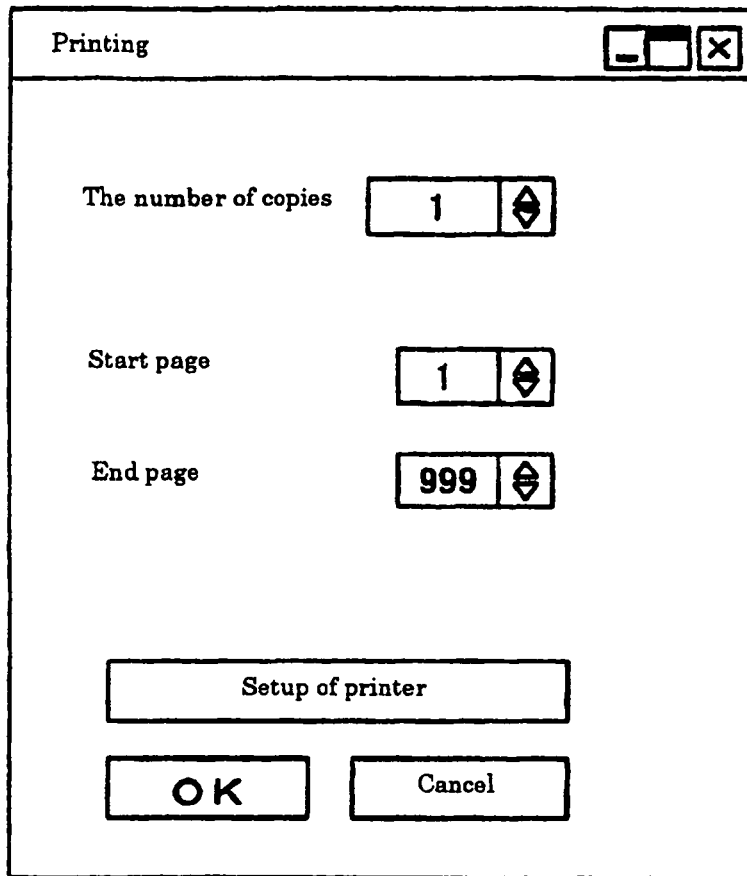 Printing
The number of copies 1
Start page 1
End page 999
Setup of printer
OK Cancel